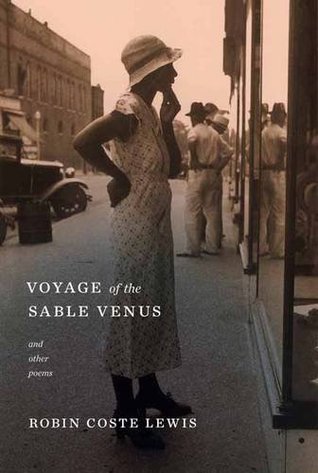 VOYAGE of the
SABLE VENUS
and
other
poems
ROBIN COSTE LEWIS